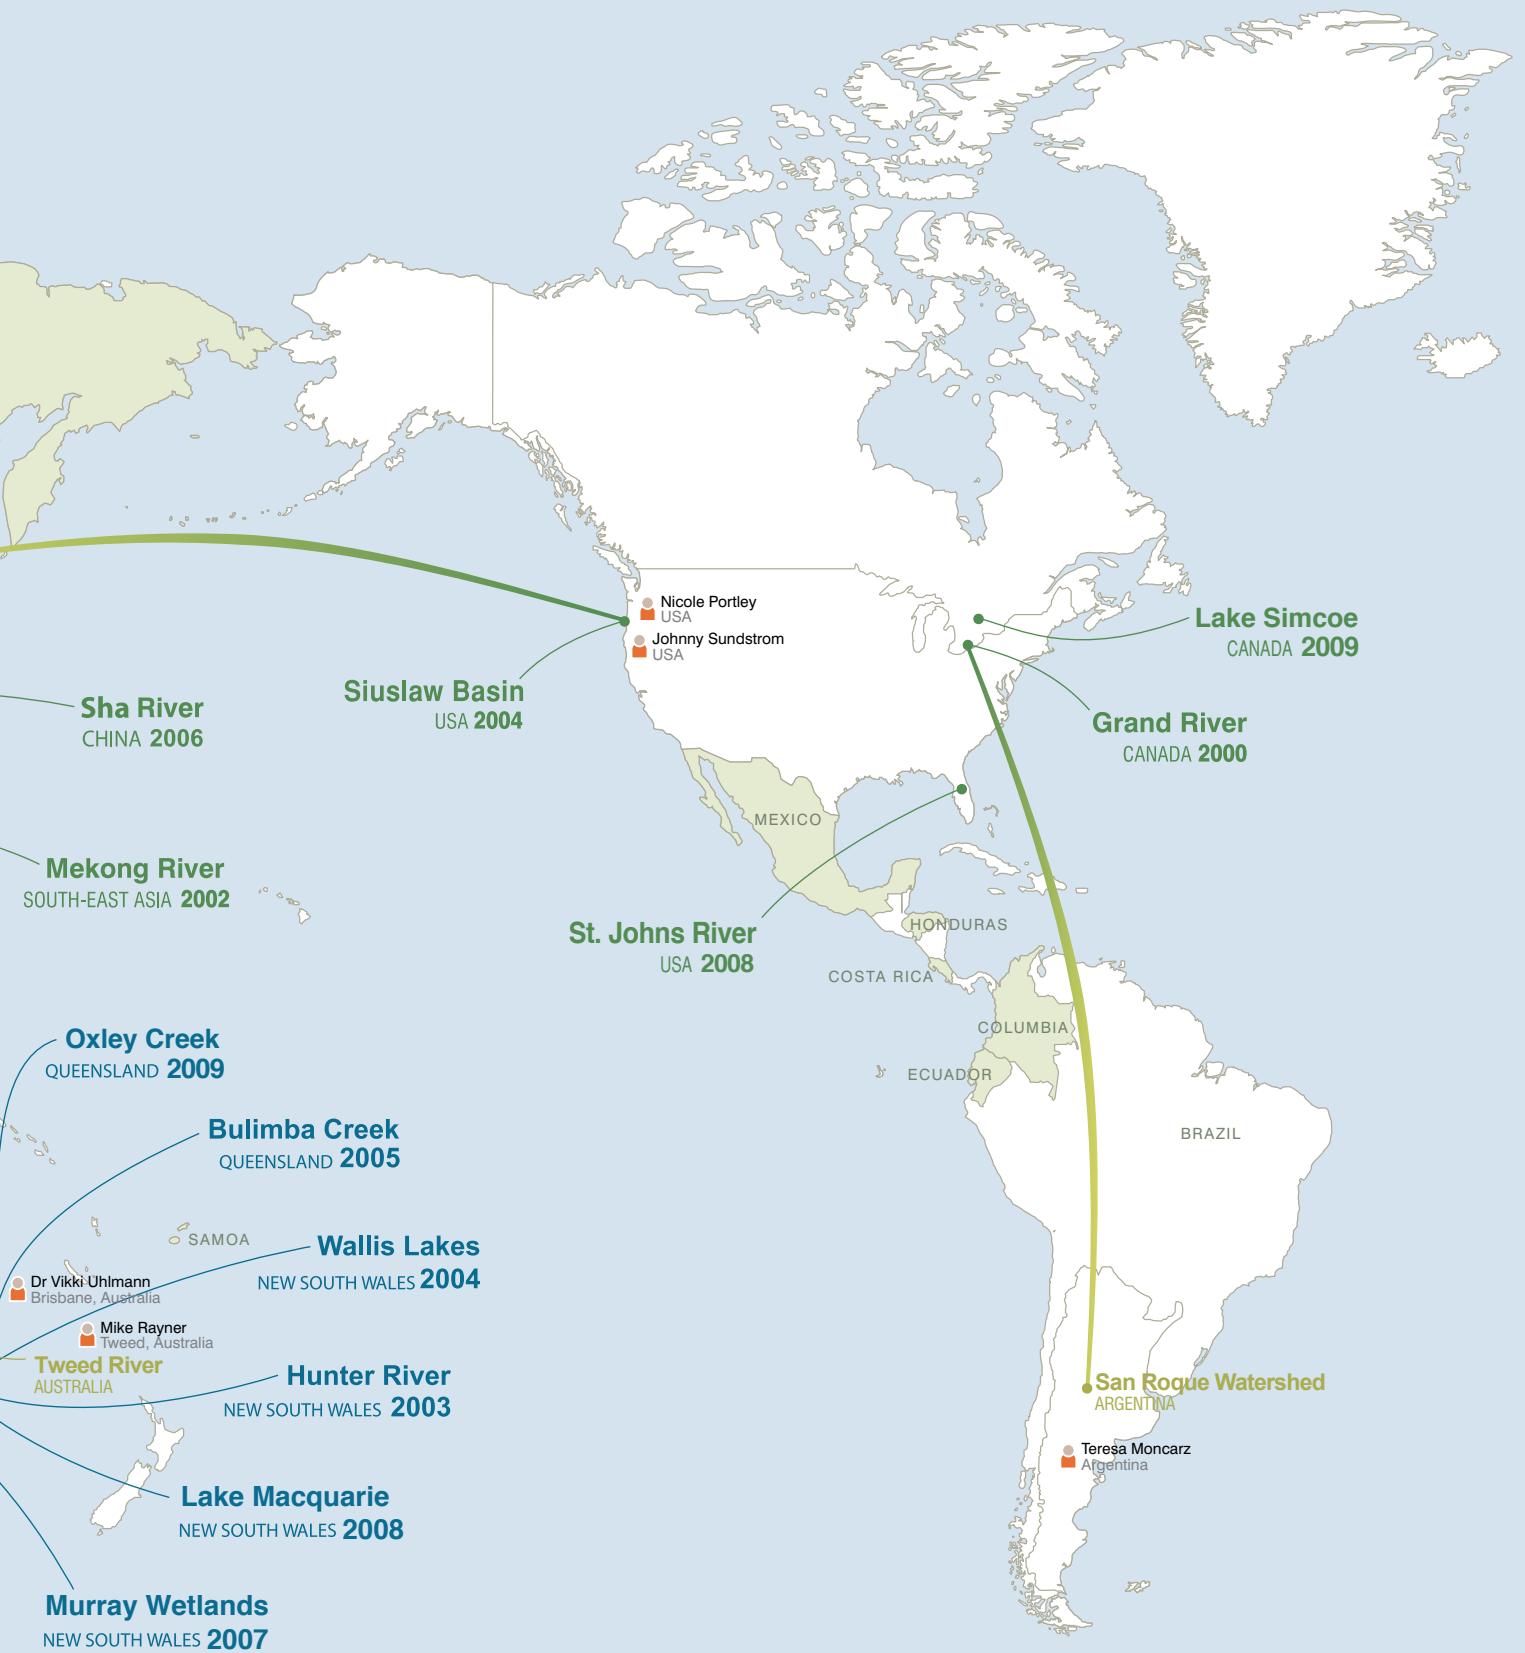 Nicole Portley
USA
Johnny Sundstrom
USA
Lake Simcoe
CANADA 2009
Siuslaw Basin
USA 2004
Sha River
CHINA 2006
Grand River
CANADA 2000
MEXICO
Mekong River
SOUTH-EAST ASIA 2002
St. Johns River
USA 2008
HONDURAS
COSTA RICA
COLUMBIA
ECUADOR
BRAZIL
Oxley Creek
QUEENSLAND 2009
Bulimba Creek
QUEENSLAND 2005
SAMOA
Wallis Lakes
NEW SOUTH WALES 2004
Dr Vikki Uhlmann
Brisbane, Australia
Mike Rayner
Tweed, Australia
Tweed River
AUSTRALIA
Hunter River
NEW SOUTH WALES 2003
San Roque Watershed
ARGENTINA
Teresa Moncarz
Argentina
Lake Macquarie
NEW SOUTH WALES 2008
Murray Wetlands
NEW SOUTH WALES 2007